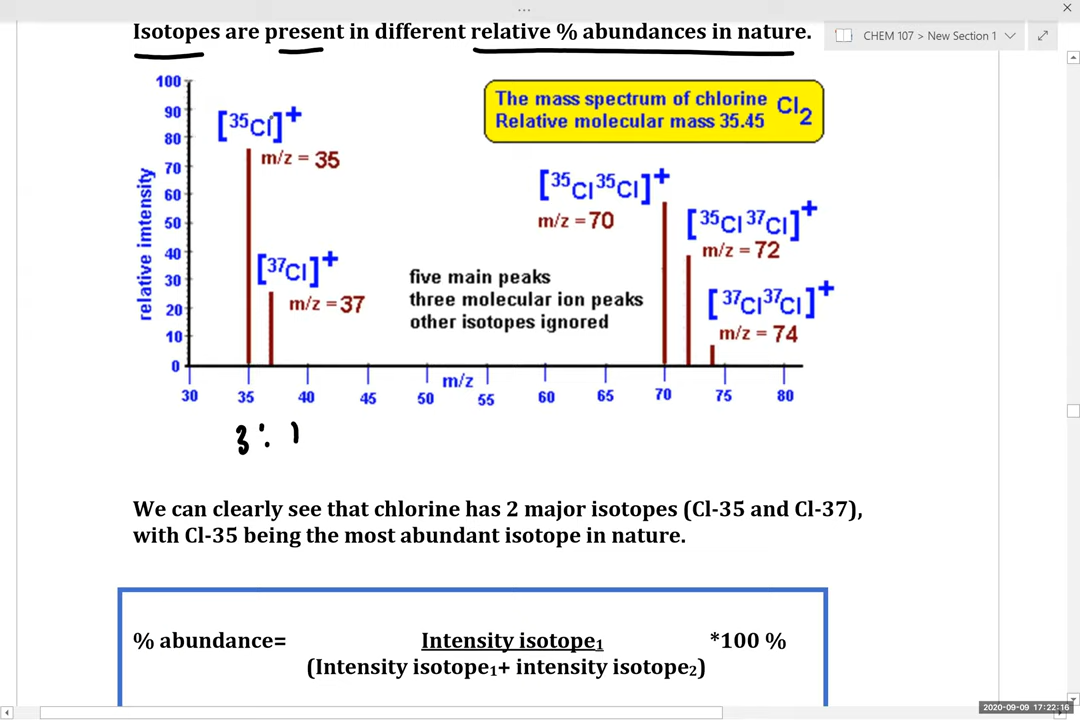 ...
Isotopes are present in different relative % abundances in nature.
CHEM 107 > New Section 1
100
90
80
70
60
50
40
30
20
10
0
relative imtensity
[³⁵Cl]⁺
m/z = 35
[³⁷Cl]⁺
m/z = 37
The mass spectrum of chlorine Cl₂
Relative molecular mass 35.45
[³⁵Cl³⁵Cl]⁺
m/z = 70
[³⁵Cl³⁷Cl]⁺
m/z = 72
[³⁷Cl³⁷Cl]⁺
m/z = 74
five main peaks
three molecular ion peaks
other isotopes ignored
m/z
30 35 40 45 50 55 60 65 70 75 80
3 : 1
We can clearly see that chlorine has 2 major isotopes (Cl-35 and Cl-37),
with Cl-35 being the most abundant isotope in nature.
% abundance= Intensity isotope₁ *100 %
(Intensity isotope₁+ intensity isotope₂)
2020-09-09 17:22:16